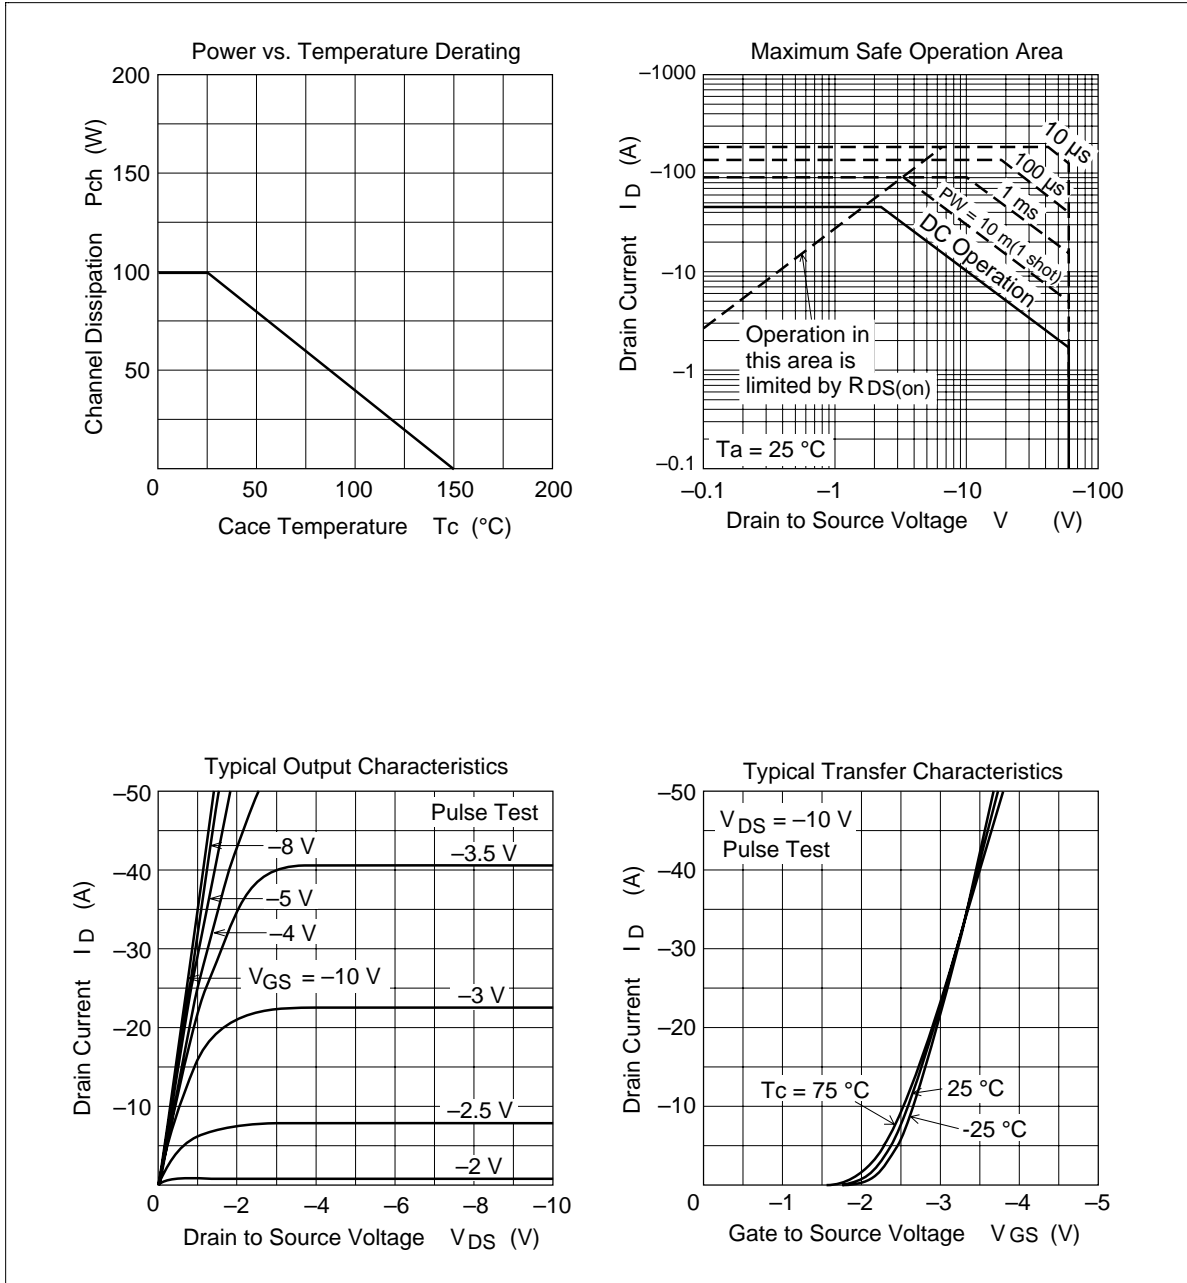 Power vs. Temperature Derating
200
150
100
50
Channel Dissipation Pch (W)
0 50 100 150 200
Cace Temperature Tc (°C)
Maximum Safe Operation Area
–1000
–100
–10
–1
–0.1
Drain Current I D (A)
10 µs
100 µs
1 ms
PW = 10 m(1 shot)
DC Operation
Operation in
this area is
limited by R DS(on)
Ta = 25 °C
–0.1 –1 –10 –100
Drain to Source Voltage V (V)
Typical Output Characteristics
–50
–40
–30
–20
–10
Drain Current I D (A)
Pulse Test
–8 V
–3.5 V
–5 V
–4 V
VGS = –10 V
–3 V
–2.5 V
–2 V
0 –2 –4 –6 –8 –10
Drain to Source Voltage V DS (V)
Typical Transfer Characteristics
–50
–40
–30
–20
–10
Drain Current I D (A)
V DS = –10 V
Pulse Test
Tc = 75 °C
25 °C
-25 °C
0 –1 –2 –3 –4 –5
Gate to Source Voltage V GS (V)